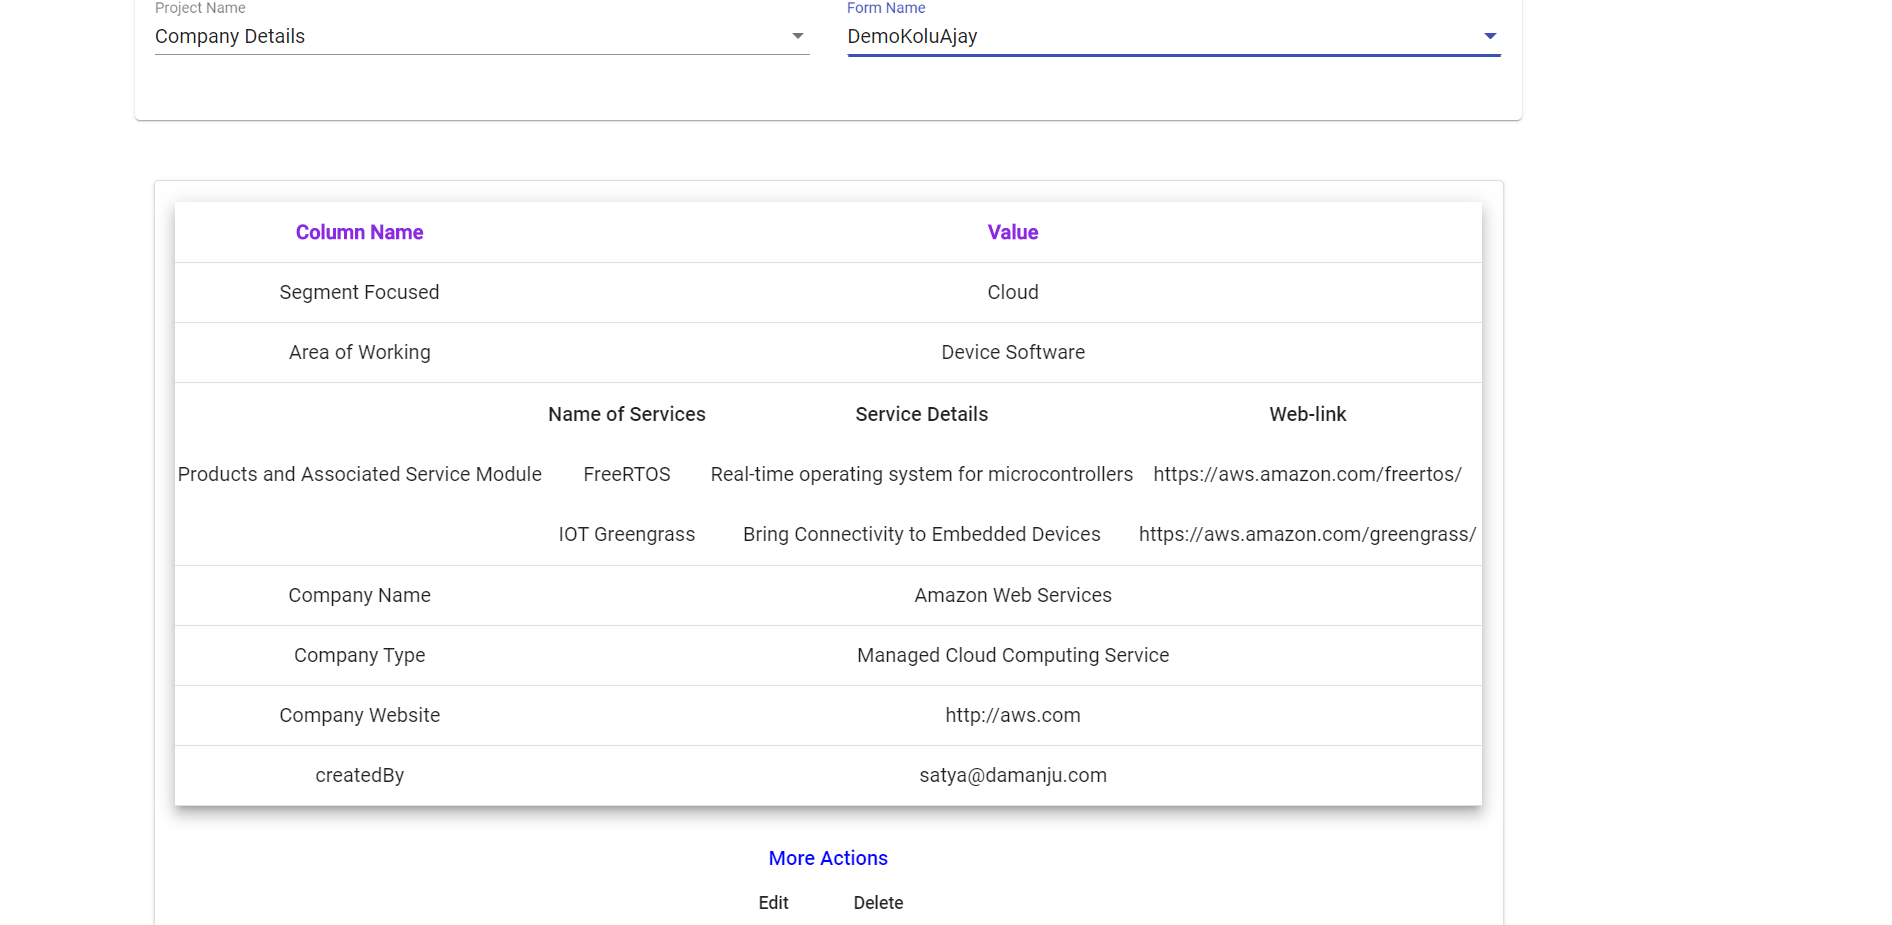 Project Name Form Name
Company Details DemoKoluAjay
Column Name Value
Segment Focused Cloud
Area of Working Device Software
Name of Services Service Details Web-link
Products and Associated Service Module FreeRTOS Real-time operating system for microcontrollers https://aws.amazon.com/freertos/
IOT Greengrass Bring Connectivity to Embedded Devices https://aws.amazon.com/greengrass/
Company Name Amazon Web Services
Company Type Managed Cloud Computing Service
Company Website http://aws.com
createdBy satya@damanju.com
More Actions
Edit Delete